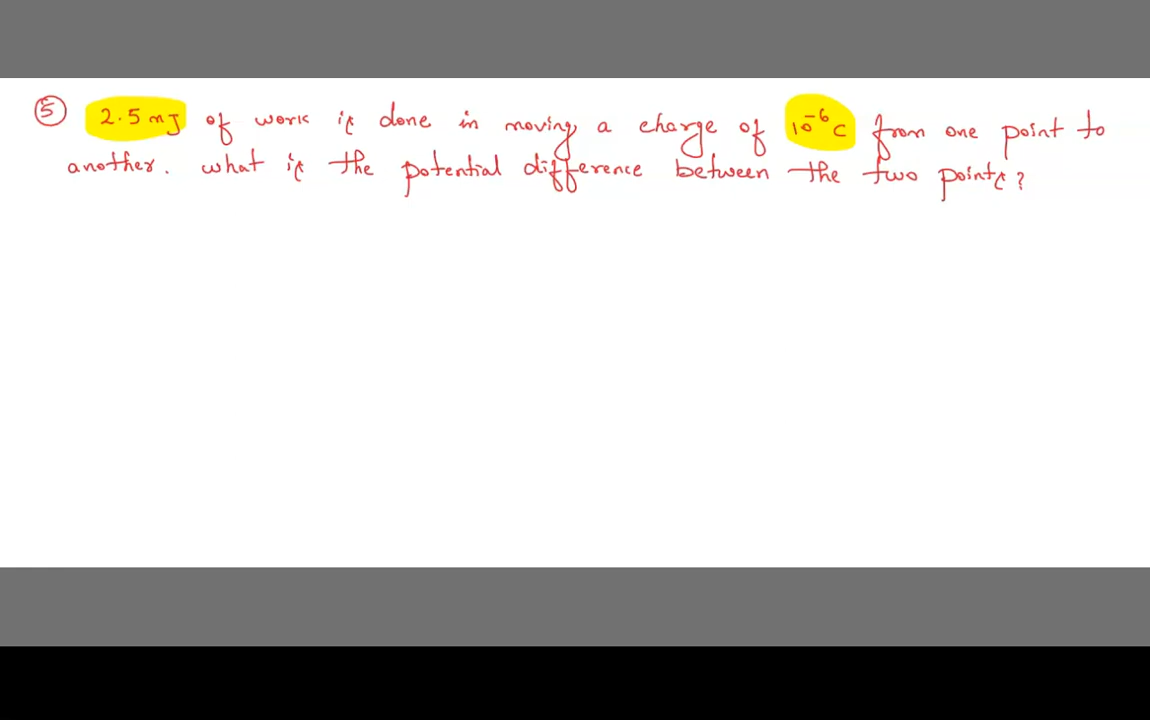 ⑤ 2.5 mJ of work is done in moving a charge of 10⁻⁶ C from one point to
another. what is the potential difference between the two points?